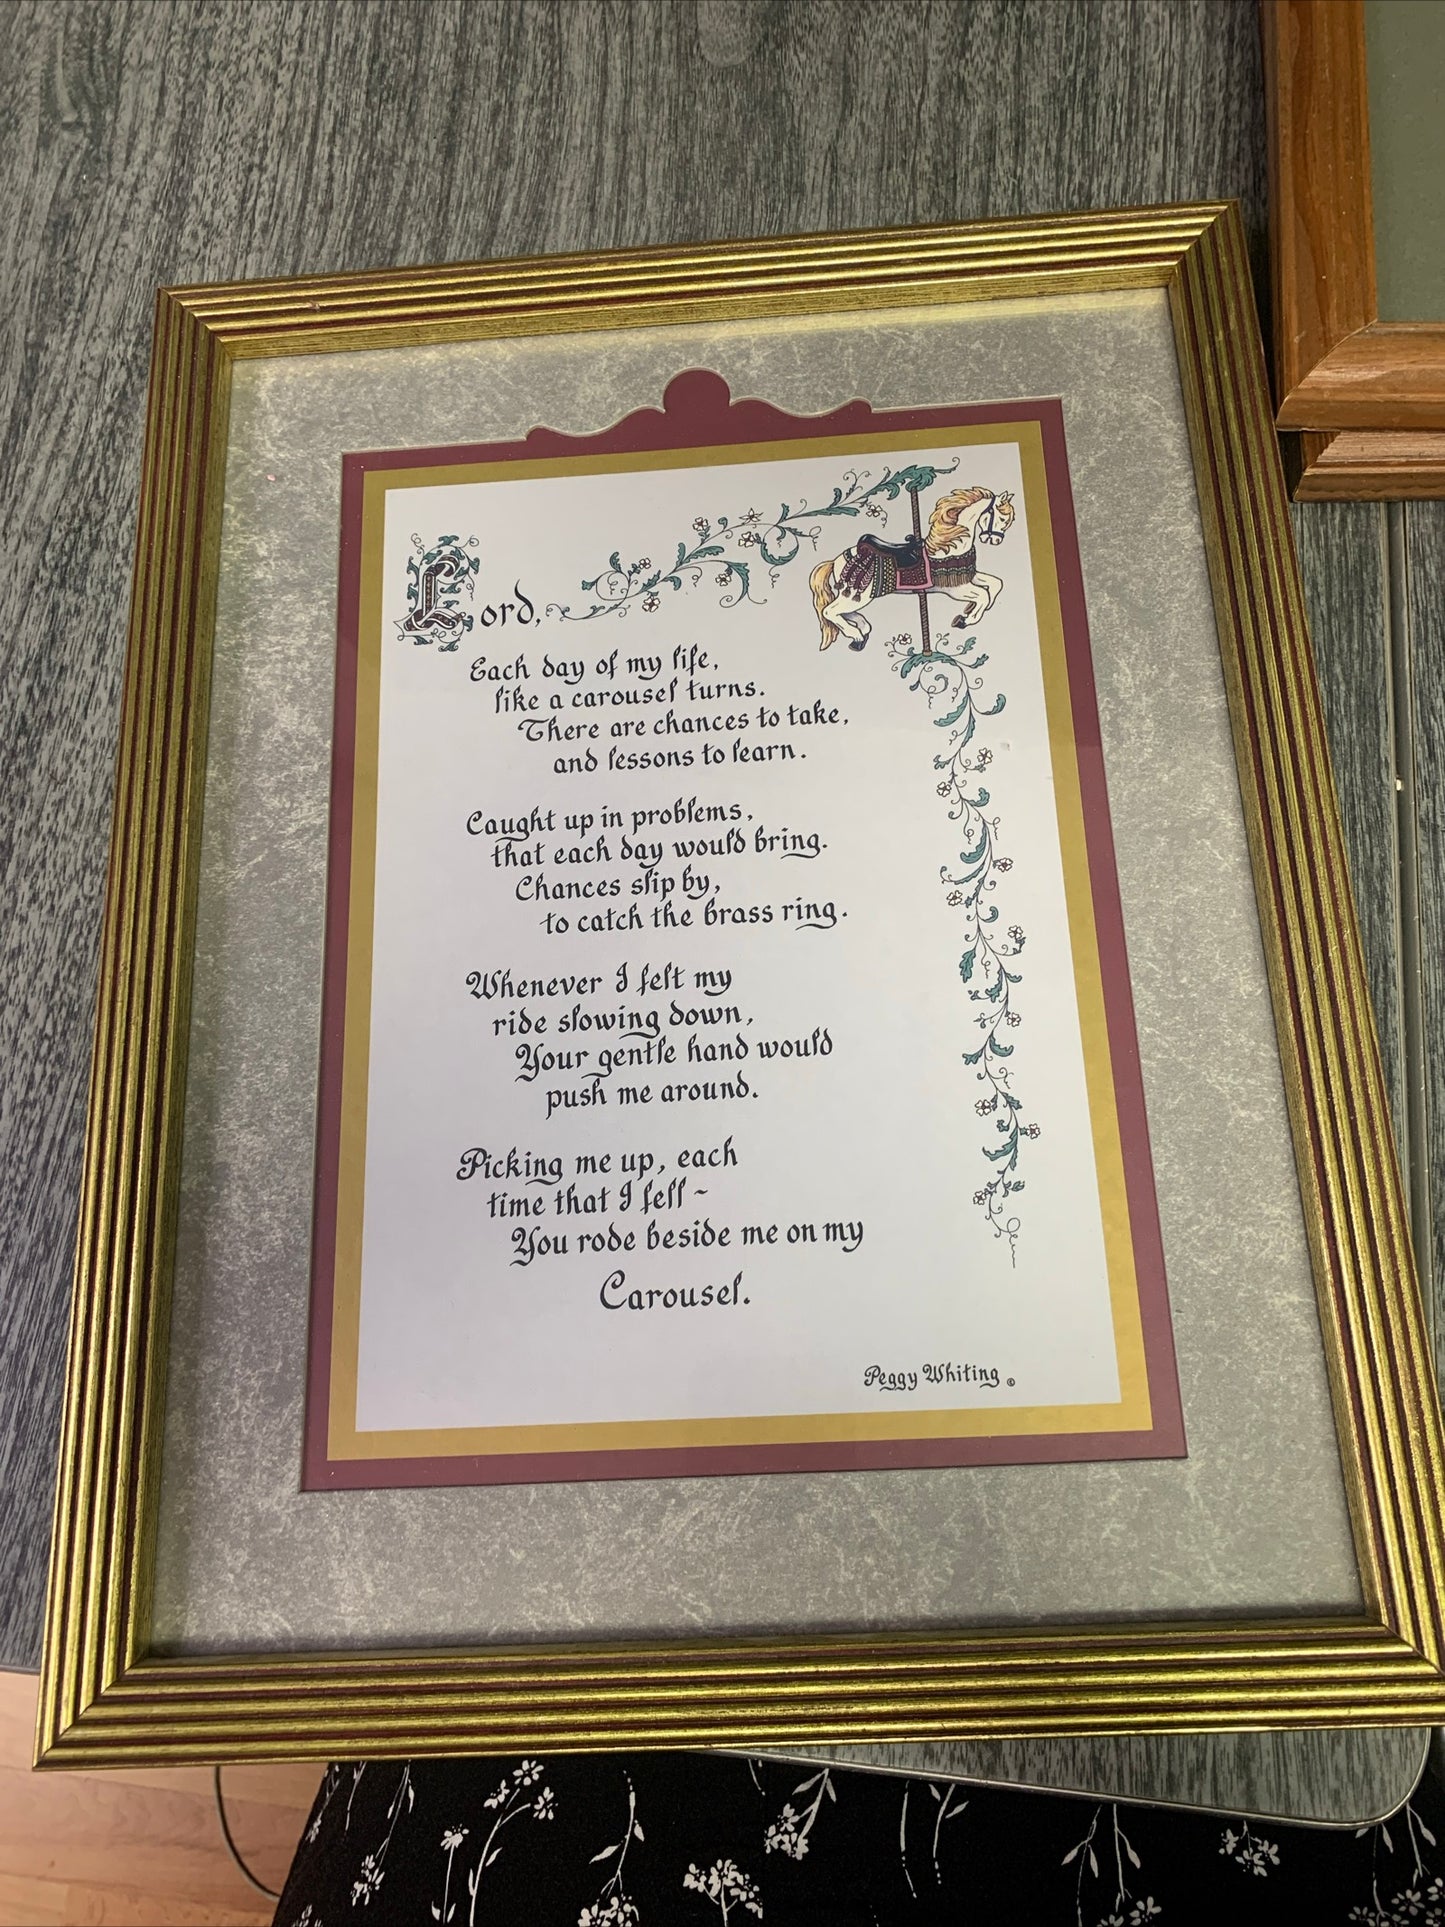 Lord,
Each day of my life,
like a carousel turns.
There are chances to take,
and lessons to learn.
Caught up in problems,
that each day would bring.
Chances slip by,
to catch the brass ring.
Whenever I felt my
ride slowing down,
Your gentle hand would
push me around.
Picking me up, each
time that I fell ~
You rode beside me on my
Carousel.
Peggy Whiting ©